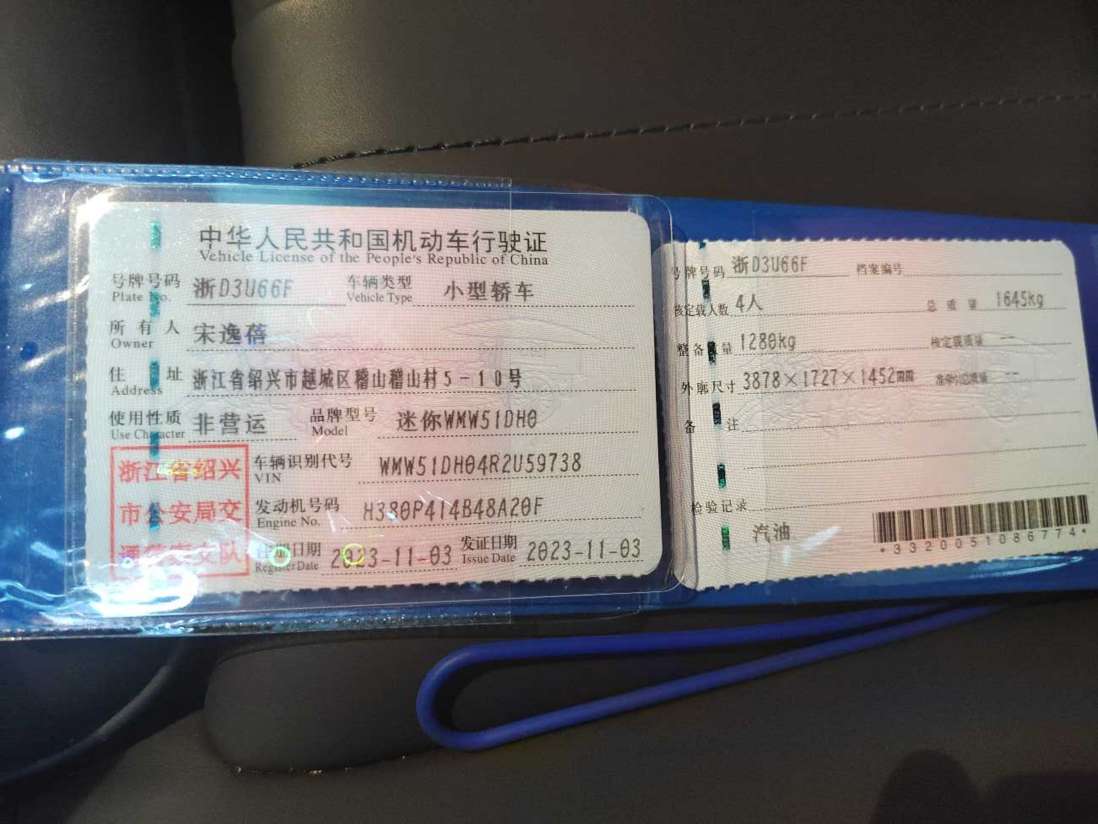 中华人民共和国机动车行驶证
Vehicle License of the People's Republic of China
号牌号码 浙D3U66F 车辆类型 小型轿车
Plate No. Vehicle Type
所有人 宋逸蓓
Owner
住址 浙江省绍兴市越城区稽山稽山村5-10号
Address
使用性质 非营运 品牌型号 迷你WMW51DH0
Use Character Model
浙江省绍兴
市公安局交
通警察支队
车辆识别代号 WMW51DH04R2U59738
VIN
发动机号码 H380P414B48A20F
Engine No.
注册日期 2023-11-03 发证日期 2023-11-03
Register Date Issue Date
号牌号码 浙D3U66F 档案编号
核定载人数 4人 总质量 1645kg
整备质量 1280kg 核定载质量 --
外廓尺寸 3878×1727×1452mm 准牵引总质量 --
备注
检验记录
汽油
*3320051086774*